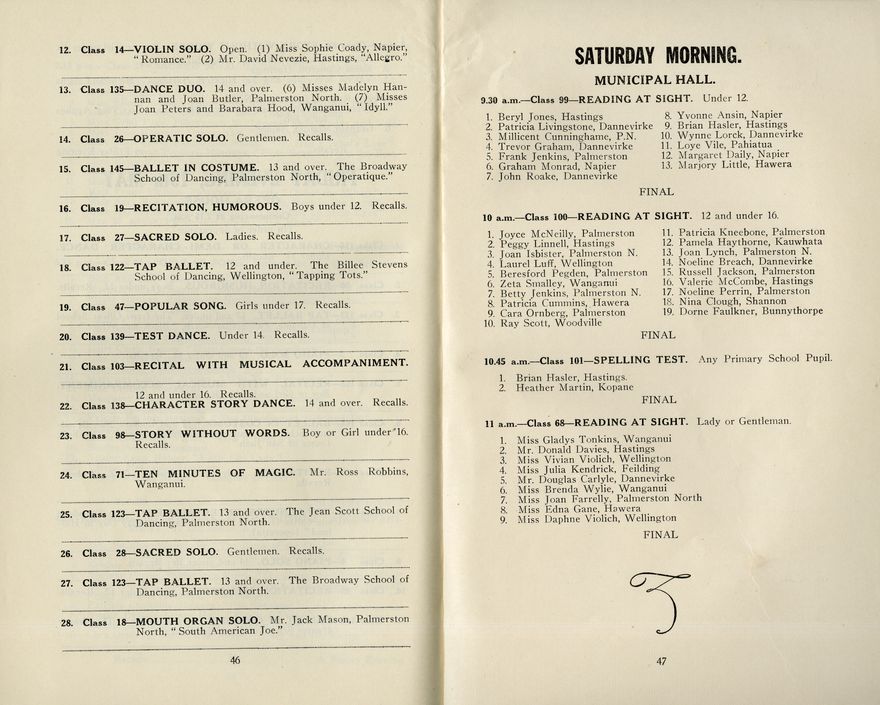 12. Class 14—VIOLIN SOLO. Open. (1) Miss Sophie Coady, Napier,
"Romance." (2) Mr. David Nevezie, Hastings, "Allegro."
13. Class 135—DANCE DUO. 14 and over. (6) Misses Madelyn Han-
nan and Joan Butler, Palmerston North. (7) Misses
Joan Peters and Barabara Hood, Wanganui, "Idyll."
14. Class 26—OPERATIC SOLO. Gentlemen. Recalls.
15. Class 145—BALLET IN COSTUME. 13 and over. The Broadway
School of Dancing, Palmerston North, "Operatique."
16. Class 19—RECITATION, HUMOROUS. Boys under 12. Recalls.
17. Class 27—SACRED SOLO. Ladies. Recalls.
18. Class 122—TAP BALLET. 12 and under. The Billee Stevens
School of Dancing, Wellington, "Tapping Tots."
19. Class 47—POPULAR SONG. Girls under 17. Recalls.
20. Class 139—TEST DANCE. Under 14. Recalls.
21. Class 103—RECITAL WITH MUSICAL ACCOMPANIMENT.
12 and under 16. Recalls.
22. Class 138—CHARACTER STORY DANCE. 14 and over. Recalls.
23. Class 98—STORY WITHOUT WORDS. Boy or Girl under 16.
Recalls.
24. Class 71—TEN MINUTES OF MAGIC. Mr. Ross Robbins,
Wanganui.
25. Class 123—TAP BALLET. 13 and over. The Jean Scott School of
Dancing, Palmerston North.
26. Class 28—SACRED SOLO. Gentlemen. Recalls.
27. Class 123—TAP BALLET. 13 and over. The Broadway School of
Dancing, Palmerston North.
28. Class 18—MOUTH ORGAN SOLO. Mr. Jack Mason, Palmerston
North, "South American Joe."
46
SATURDAY MORNING.
MUNICIPAL HALL.
9.30 a.m.—Class 99—READING AT SIGHT. Under 12.
1. Beryl Jones, Hastings
2. Patricia Livingstone, Dannevirke
3. Millicent Cunninghame, P.N.
4. Trevor Graham, Dannevirke
5. Frank Jenkins, Palmerston
6. Graham Monrad, Napier
7. John Roake, Dannevirke
8. Yvonne Ansin, Napier
9. Brian Hasler, Hastings
10. Wynne Lorck, Dannevirke
11. Loye Vile, Pahiatua
12. Margaret Daily, Napier
13. Marjory Little, Hawera
FINAL
10 a.m.—Class 100—READING AT SIGHT. 12 and under 16.
1. Joyce McNeilly, Palmerston
2. Peggy Linnell, Hastings
3. Joan Isbister, Palmerston N.
4. Laurel Luff, Wellington
5. Beresford Pegden, Palmerston
6. Zeta Smalley, Wanganui
7. Betty Jenkins, Palmerston N.
8. Patricia Cummins, Hawera
9. Cara Ornberg, Palmerston
10. Ray Scott, Woodville
11. Patricia Kneebone, Palmerston
12. Pamela Haythorne, Kauwhata
13. Joan Lynch, Palmerston N.
14. Noeline Breach, Dannevirke
15. Russell Jackson, Palmerston
16. Valerie McCombe, Hastings
17. Noeline Perrin, Palmerston
18. Nina Clough, Shannon
19. Dorne Faulkner, Bunnythorpe
FINAL
10.45 a.m.—Class 101—SPELLING TEST. Any Primary School Pupil.
1. Brian Hasler, Hastings.
2. Heather Martin, Kopane
FINAL
11 a.m.—Class 68—READING AT SIGHT. Lady or Gentleman.
1. Miss Gladys Tonkins, Wanganui
2. Mr. Donald Davies, Hastings
3. Miss Vivian Violich, Wellington
4. Miss Julia Kendrick, Feilding
5. Mr. Douglas Carlyle, Dannevirke
6. Miss Brenda Wylie, Wanganui
7. Miss Joan Farrelly, Palmerston North
8. Miss Edna Gane, Hawera
9. Miss Daphne Violich, Wellington
FINAL
47